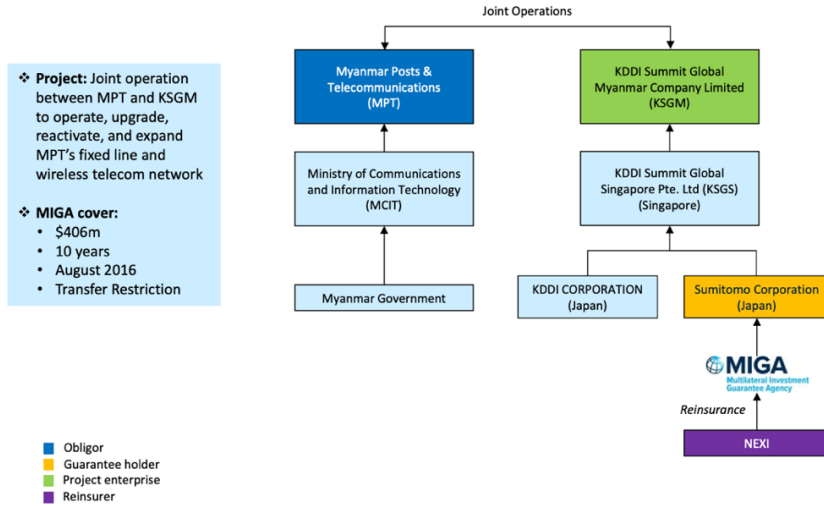 Joint Operations
❖ Project: Joint operation
between MPT and KSGM
to operate, upgrade,
reactivate, and expand
MPT's fixed line and
wireless telecom network
❖ MIGA cover:
• $406m
• 10 years
• August 2016
• Transfer Restriction
Myanmar Posts &
Telecommunications
(MPT)
KDDI Summit Global
Myanmar Company Limited
(KSGM)
Ministry of Communications
and Information Technology
(MCIT)
KDDI Summit Global
Singapore Pte. Ltd (KSGS)
(Singapore)
Myanmar Government
KDDI CORPORATION
(Japan)
Sumitomo Corporation
(Japan)
MIGA
Multilateral Investment
Guarantee Agency
Reinsurance
NEXI
Obligor
Guarantee holder
Project enterprise
Reinsurer